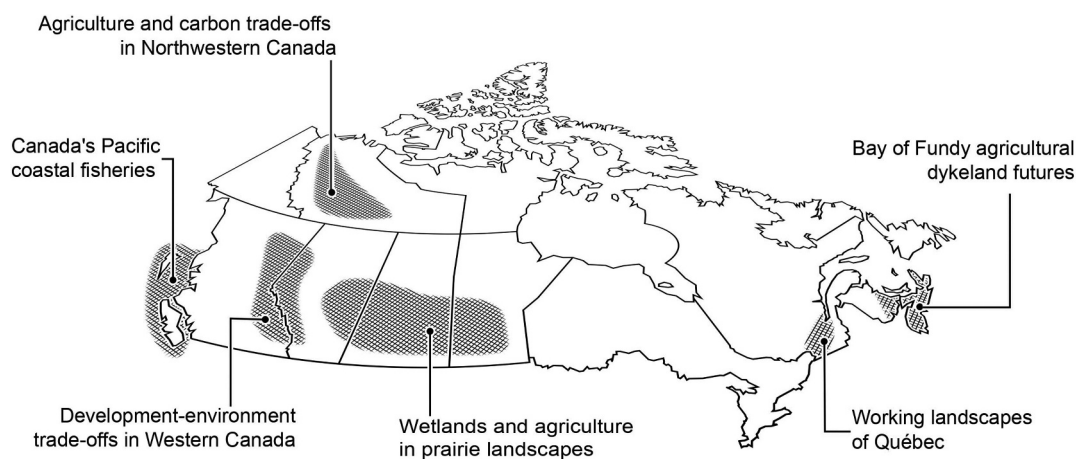 Agriculture and carbon trade-offs
in Northwestern Canada
Canada's Pacific
coastal fisheries
Bay of Fundy agricultural
dykeland futures
Development-environment
trade-offs in Western Canada
Wetlands and agriculture
in prairie landscapes
Working landscapes
of Québec